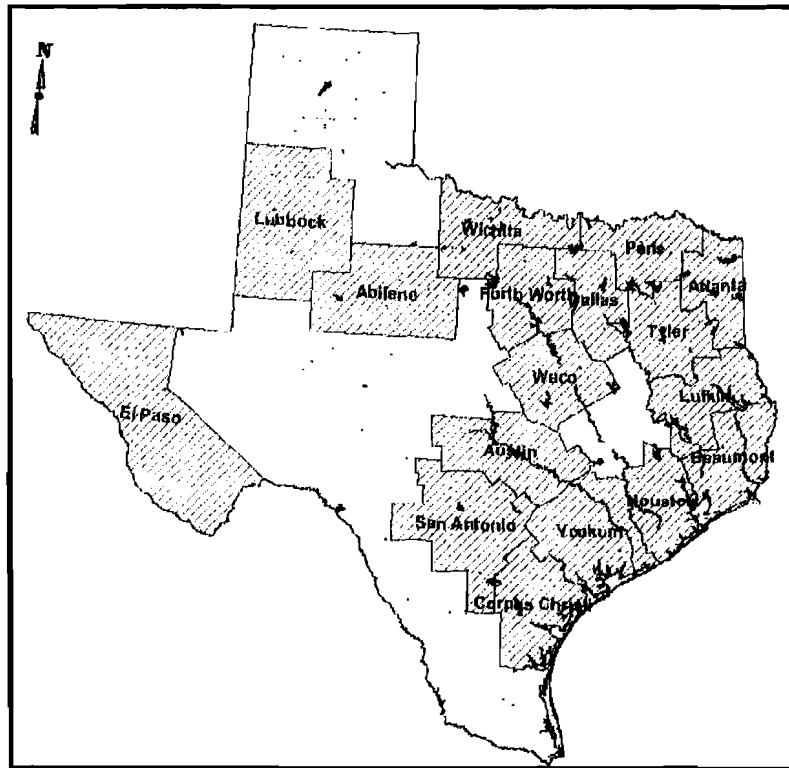 N
Lubbock
Wichita
Paris
Abilene
Forth Worth
Dallas
Atlanta
Tyler
Waco
Lufkin
El Paso
Austin
Beaumont
Houston
San Antonio
Yoakum
Corpus Christi